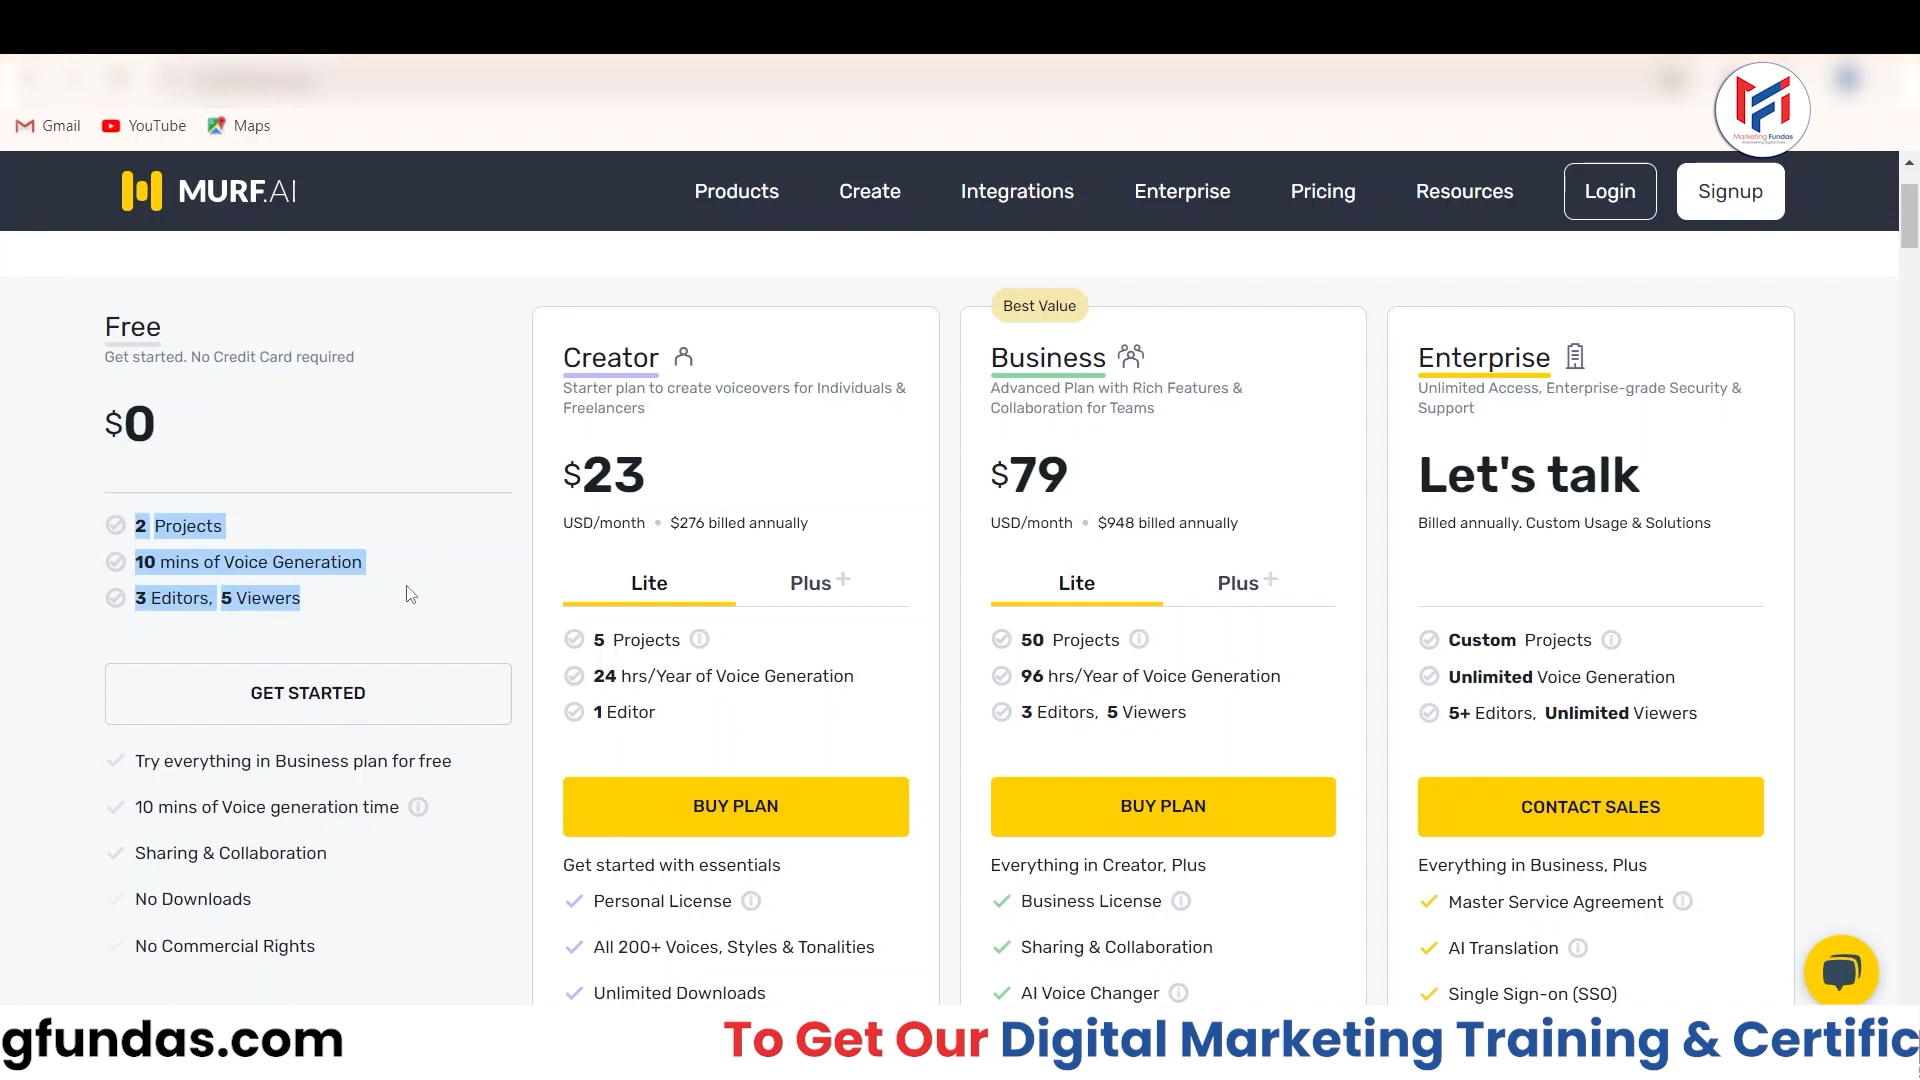 Gmail
YouTube
Maps
Marketing Fundas
MURF.AI
Products
Create
Integrations
Enterprise
Pricing
Resources
Login
Signup
Free
Get started. No Credit Card required
$0
2 Projects
10 mins of Voice Generation
3 Editors, 5 Viewers
GET STARTED
Try everything in Business plan for free
10 mins of Voice generation time
Sharing & Collaboration
No Downloads
No Commercial Rights
Creator
Starter plan to create voiceovers for Individuals &
Freelancers
$23
USD/month • $276 billed annually
Lite
Plus+
5 Projects
24 hrs/Year of Voice Generation
1 Editor
BUY PLAN
Get started with essentials
Personal License
All 200+ Voices, Styles & Tonalities
Unlimited Downloads
Best Value
Business
Advanced Plan with Rich Features &
Collaboration for Teams
$79
USD/month • $948 billed annually
Lite
Plus+
50 Projects
96 hrs/Year of Voice Generation
3 Editors, 5 Viewers
BUY PLAN
Everything in Creator, Plus
Business License
Sharing & Collaboration
AI Voice Changer
Enterprise
Unlimited Access, Enterprise-grade Security &
Support
Let's talk
Billed annually. Custom Usage & Solutions
Custom Projects
Unlimited Voice Generation
5+ Editors, Unlimited Viewers
CONTACT SALES
Everything in Business, Plus
Master Service Agreement
AI Translation
Single Sign-on (SSO)
gfundas.com
To Get Our Digital Marketing Training & Certific